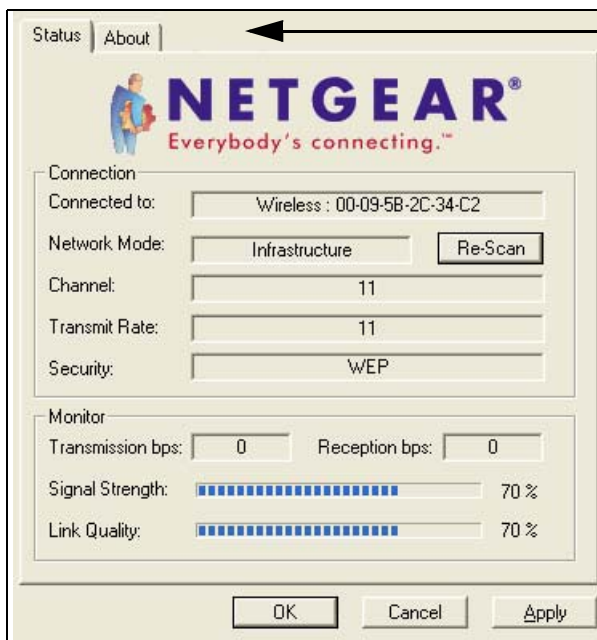 Status About
NETGEAR®
Everybody's connecting.™
Connection
Connected to: Wireless : 00-09-5B-2C-34-C2
Network Mode: Infrastructure Re-Scan
Channel: 11
Transmit Rate: 11
Security: WEP
Monitor
Transmission bps: 0 Reception bps: 0
Signal Strength: 70 %
Link Quality: 70 %
OK Cancel Apply